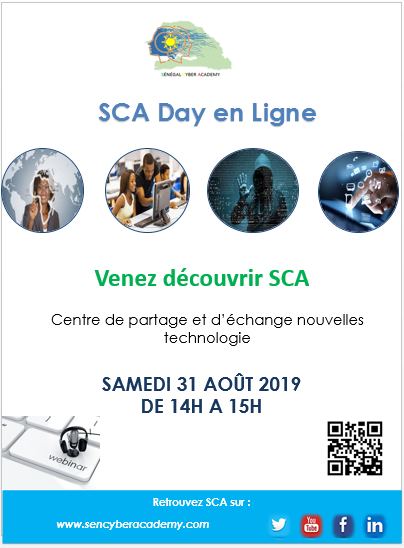 SÉNÉGAL CYBER ACADEMY
SCA Day en Ligne
Venez découvrir SCA
Centre de partage et d'échange nouvelles
technologie
SAMEDI 31 AOÛT 2019
DE 14H A 15H
webinar
Retrouvez SCA sur :
www.sencyberacademy.com
You
Tube
f
in